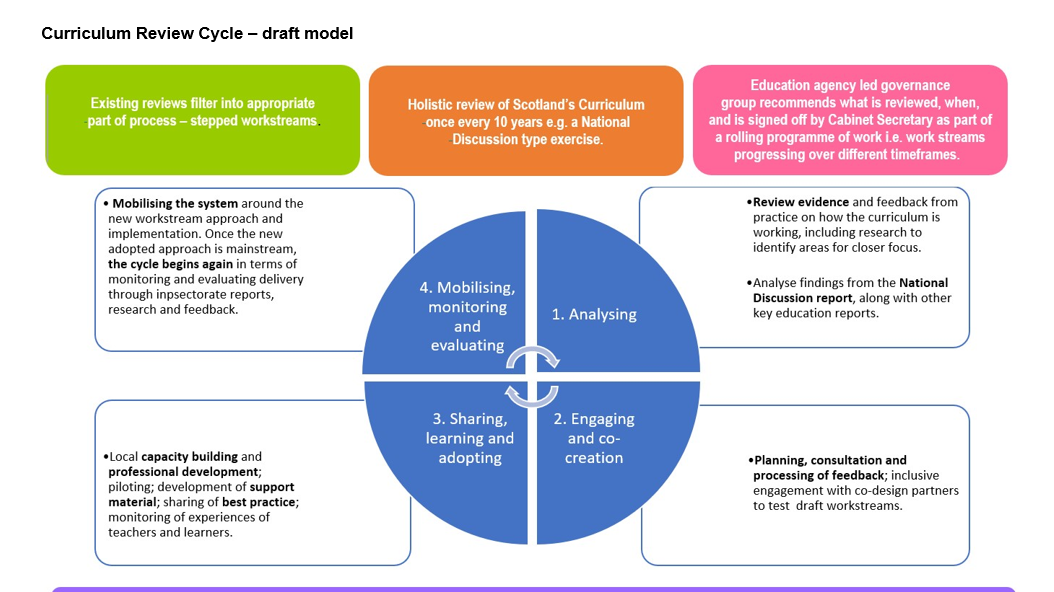 Curriculum Review Cycle – draft model
Existing reviews filter into appropriate
part of process – stepped workstreams.
Holistic review of Scotland's Curriculum
once every 10 years e.g. a National
Discussion type exercise.
Education agency led governance
group recommends what is reviewed, when,
and is signed off by Cabinet Secretary as part of
a rolling programme of work i.e. work streams
progressing over different timeframes.
• Mobilising the system around the
new workstream approach and
implementation. Once the new
adopted approach is mainstream,
the cycle begins again in terms of
monitoring and evaluating delivery
through inpsectorate reports,
research and feedback.
•Review evidence and feedback from
practice on how the curriculum is
working, including research to
identify areas for closer focus.
•Analyse findings from the National
Discussion report, along with other
key education reports.
4. Mobilising,
monitoring
and
evaluating
1. Analysing
3. Sharing,
learning and
adopting
2. Engaging
and co-
creation
•Local capacity building and
professional development;
piloting; development of support
material; sharing of best practice;
monitoring of experiences of
teachers and learners.
•Planning, consultation and
processing of feedback; inclusive
engagement with co-design partners
to test draft workstreams.